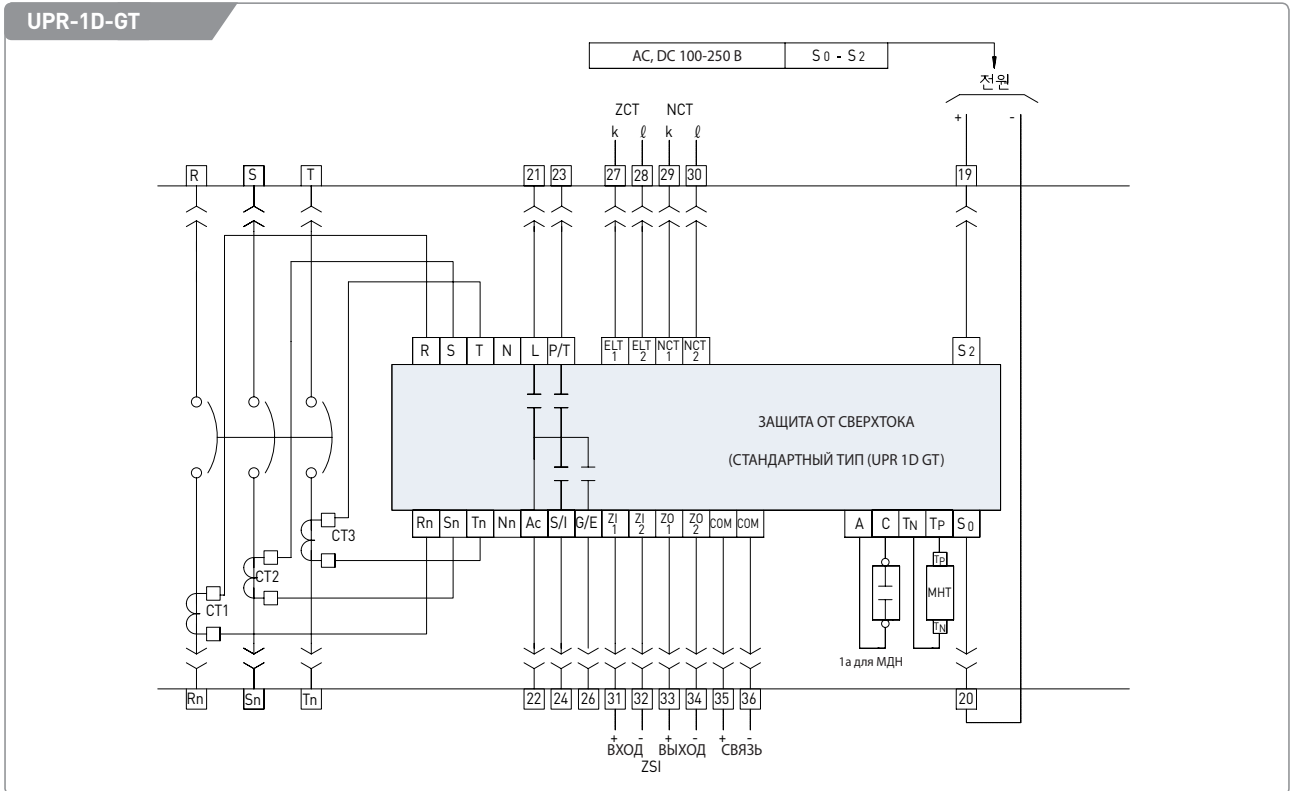 UPR-1D-GT
AC, DC 100-250 В
S0 - S2
전원
+ -
ZCT NCT
k ℓ k ℓ
R S T 21 23 27 28 29 30 19
R S T N L P/T ELT 1 ELT 2 NCT 1 NCT 2 S2
ЗАЩИТА ОТ СВЕРХТОКА
(СТАНДАРТНЫЙ ТИП (UPR 1D GT)
Rn Sn Tn Nn Ac S/I G/E ZI 1 ZI 2 ZO 1 ZO 2 COM COM A C TN TP S0
CT3
CT2
CT1
TP
МНТ
TN
1а для МДН
Rn Sn Tn 22 24 26 31 32 33 34 35 36 20
+ - + - + -
ВХОД ВЫХОД СВЯЗЬ
ZSI